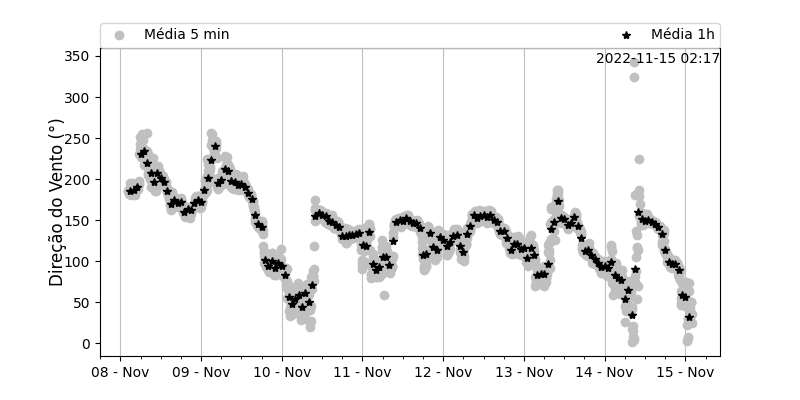 Média 5 min
Média 1h
2022-11-15 02:17
Direção do Vento (°)
350
300
250
200
150
100
50
0
08 - Nov
09 - Nov
10 - Nov
11 - Nov
12 - Nov
13 - Nov
14 - Nov
15 - Nov